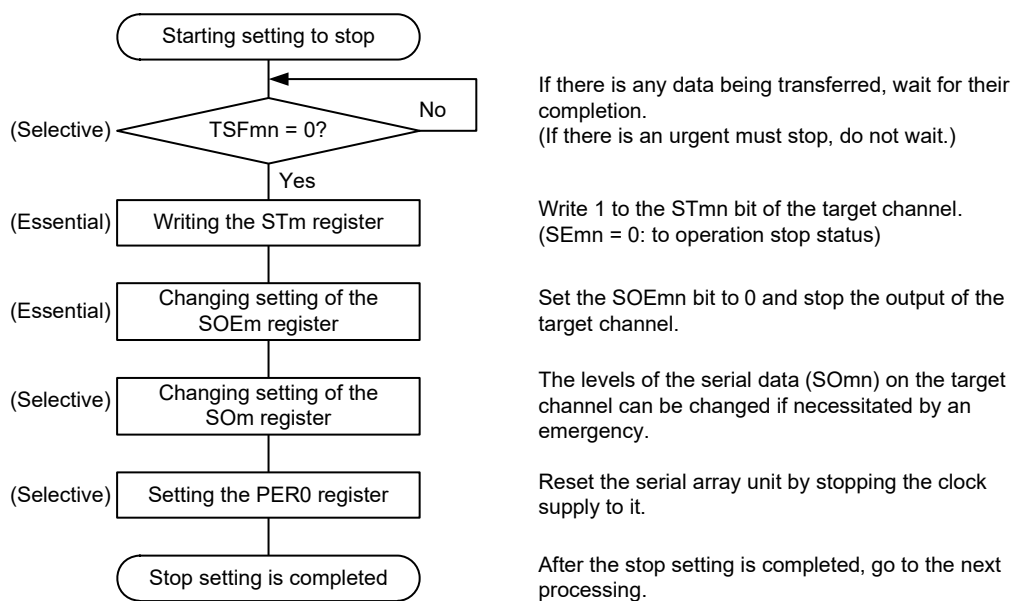 Starting setting to stop
If there is any data being transferred, wait for their
completion.
(If there is an urgent must stop, do not wait.)
No
(Selective)
TSFmn = 0?
Yes
(Essential)
Writing the STm register
Write 1 to the STmn bit of the target channel.
(SEmn = 0: to operation stop status)
(Essential)
Changing setting of the
SOEm register
Set the SOEmn bit to 0 and stop the output of the
target channel.
(Selective)
Changing setting of the
SOm register
The levels of the serial data (SOmn) on the target
channel can be changed if necessitated by an
emergency.
(Selective)
Setting the PER0 register
Reset the serial array unit by stopping the clock
supply to it.
Stop setting is completed
After the stop setting is completed, go to the next
processing.